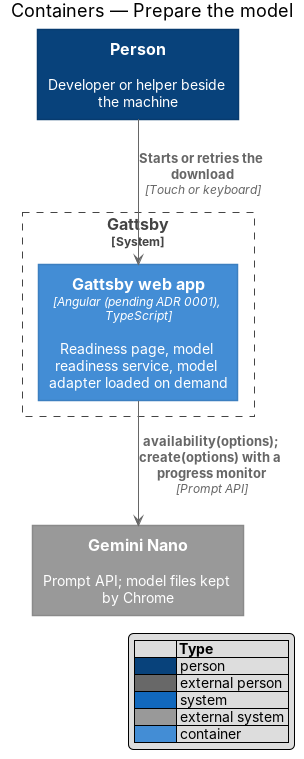 Containers — Prepare the model
Person
Developer or helper beside
the machine
Starts or retries the
download
[Touch or keyboard]
Gattsby
[System]
Gattsby web app
[Angular (pending ADR 0001),
TypeScript]
Readiness page, model
readiness service, model
adapter loaded on demand
availability(options);
create(options) with a
progress monitor
[Prompt API]
Gemini Nano
Prompt API; model files kept
by Chrome
Type
person
external person
system
external system
container